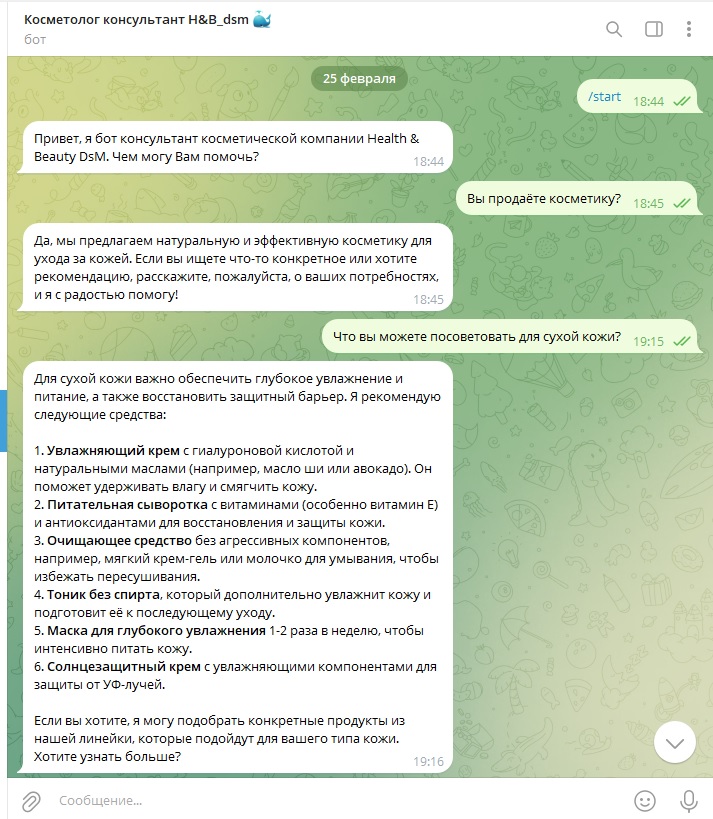 Косметолог консультант H&B_dsm 🐳
бот
25 февраля
/start 18:44
Привет, я бот консультант косметической компании Health &
Beauty DsM. Чем могу Вам помочь?
18:44
Вы продаёте косметику? 18:45
Да, мы предлагаем натуральную и эффективную косметику для
ухода за кожей. Если вы ищете что-то конкретное или хотите
рекомендацию, расскажите, пожалуйста, о ваших потребностях,
и я с радостью помогу!
18:45
Что вы можете посоветовать для сухой кожи? 19:15
Для сухой кожи важно обеспечить глубокое увлажнение и
питание, а также восстановить защитный барьер. Я рекомендую
следующие средства:
1. Увлажняющий крем с гиалуроновой кислотой и
натуральными маслами (например, масло ши или авокадо). Он
поможет удерживать влагу и смягчить кожу.
2. Питательная сыворотка с витаминами (особенно витамин Е)
и антиоксидантами для восстановления и защиты кожи.
3. Очищающее средство без агрессивных компонентов,
например, мягкий крем-гель или молочко для умывания, чтобы
избежать пересушивания.
4. Тоник без спирта, который дополнительно увлажнит кожу и
подготовит её к последующему уходу.
5. Маска для глубокого увлажнения 1-2 раза в неделю, чтобы
интенсивно питать кожу.
6. Солнцезащитный крем с увлажняющими компонентами для
защиты от УФ-лучей.
Если вы хотите, я могу подобрать конкретные продукты из
нашей линейки, которые подойдут для вашего типа кожи.
Хотите узнать больше?
19:16
Сообщение...